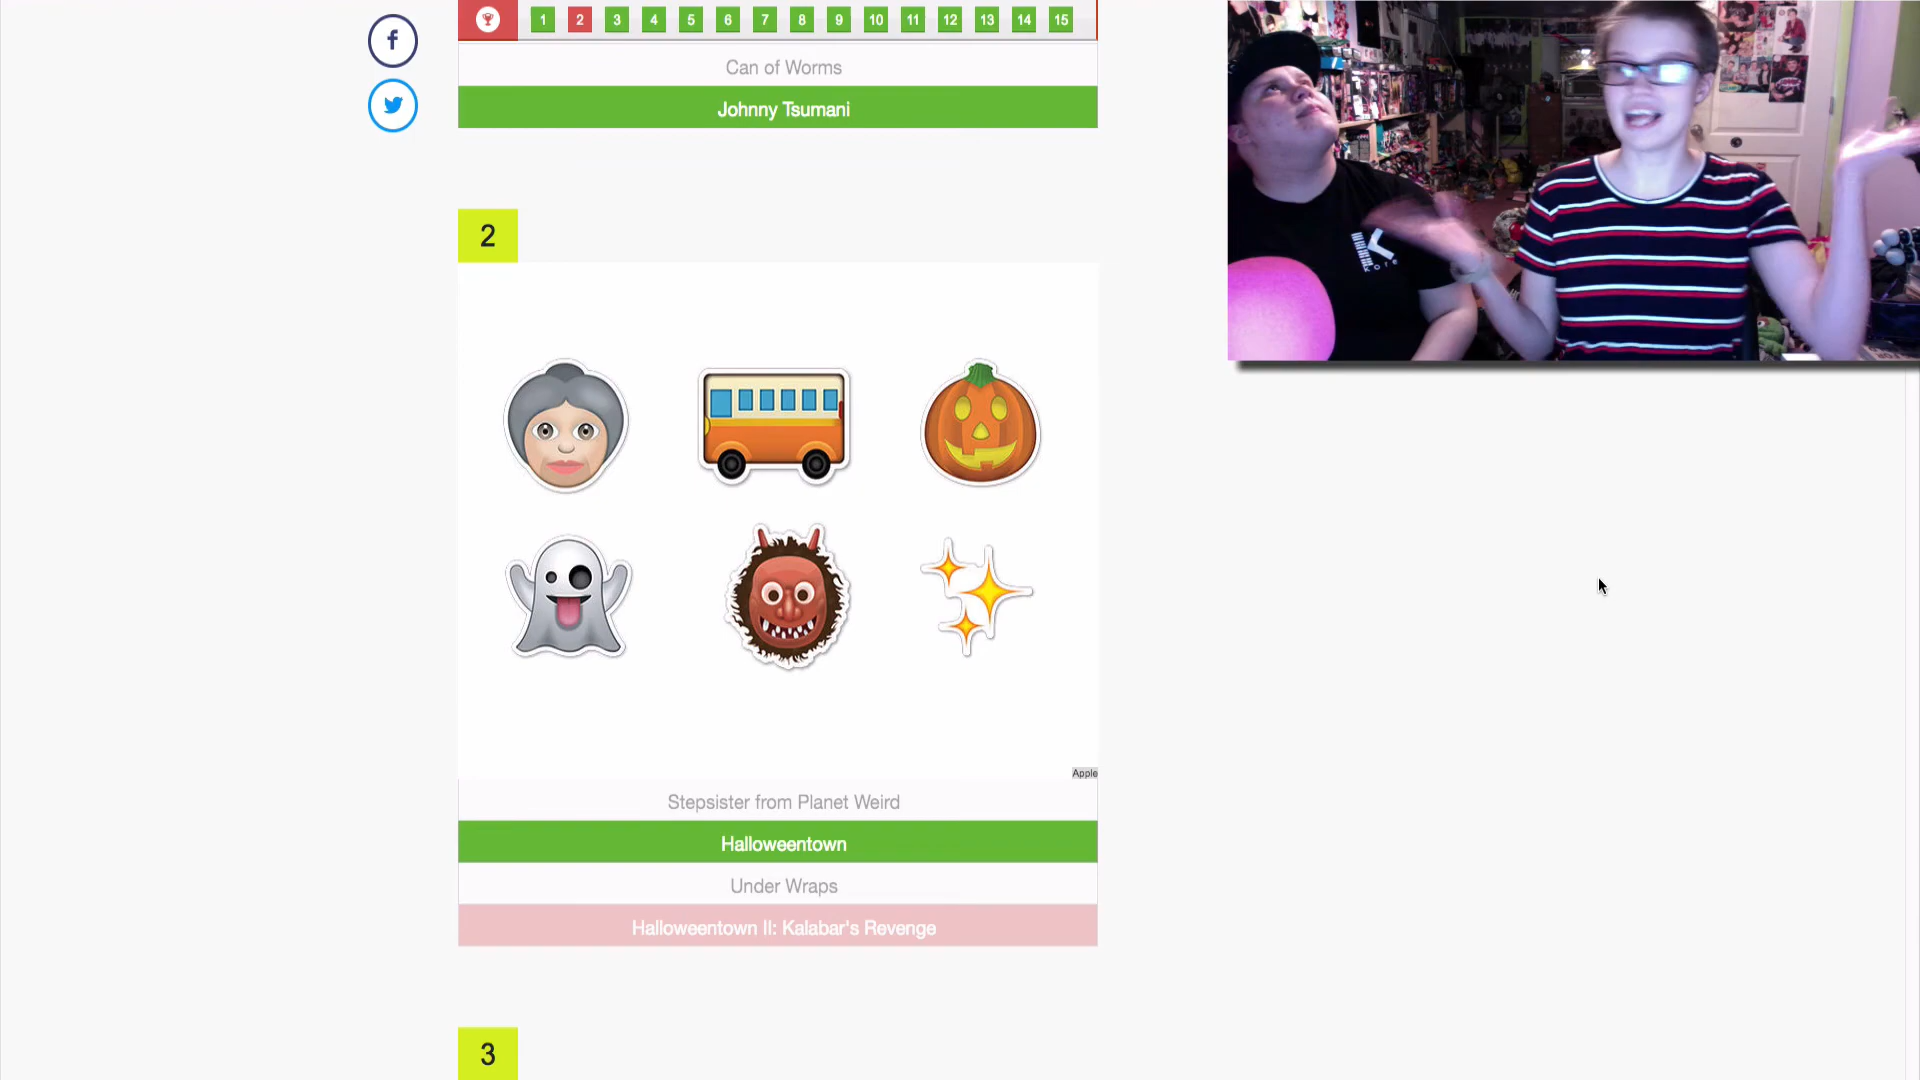 1 2 3 4 5 6 7 8 9 10 11 12 13 14 15
Can of Worms
Johnny Tsumani
2
Apple
Stepsister from Planet Weird
Halloweentown
Under Wraps
Halloweentown II: Kalabar's Revenge
3
K
ore